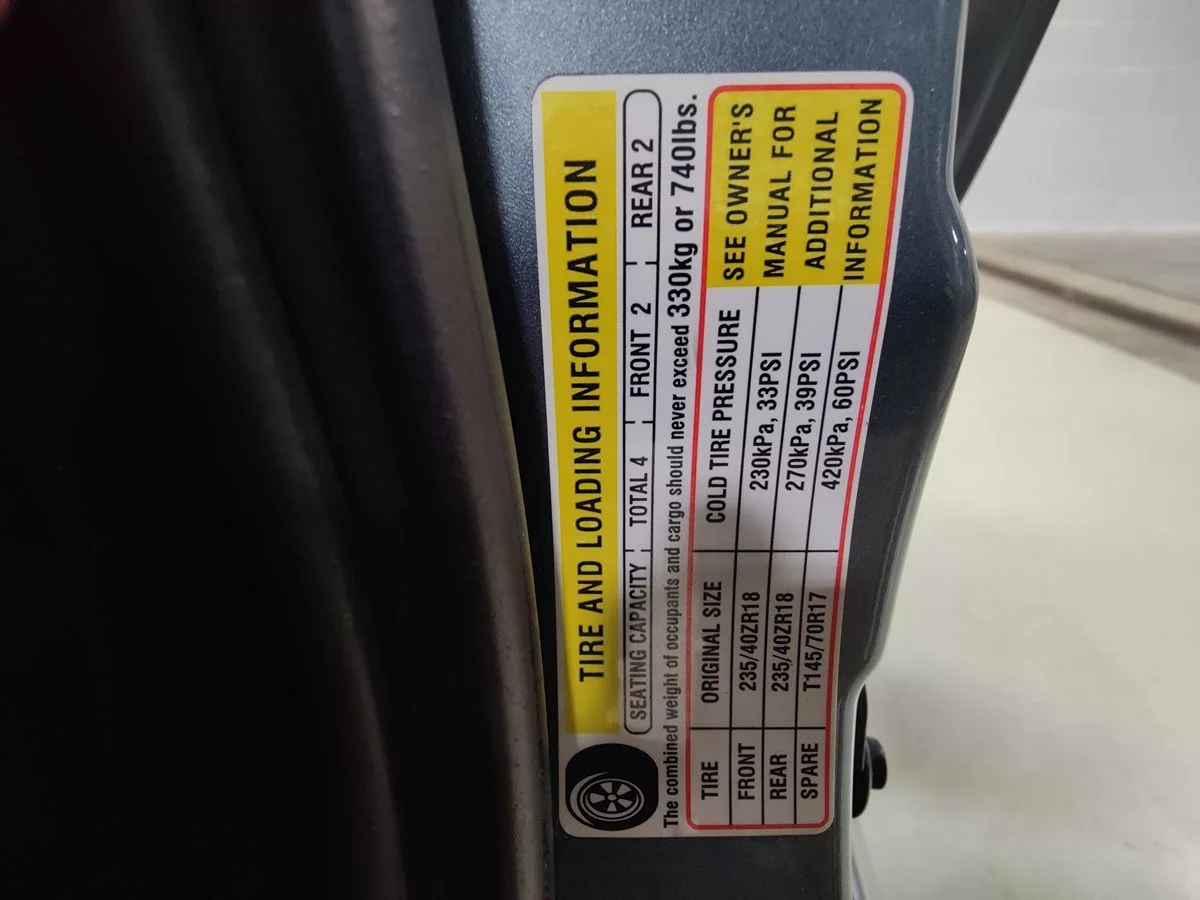 TIRE AND LOADING INFORMATION
SEATING CAPACITY TOTAL 4 FRONT 2 REAR 2
The combined weight of occupants and cargo should never exceed 330kg or 740lbs.
TIRE ORIGINAL SIZE COLD TIRE PRESSURE
FRONT 235/40ZR18 230kPa, 33PSI
REAR 235/40ZR18 270kPa, 39PSI
SPARE T145/70R17 420kPa, 60PSI
SEE OWNER'S
MANUAL FOR
ADDITIONAL
INFORMATION